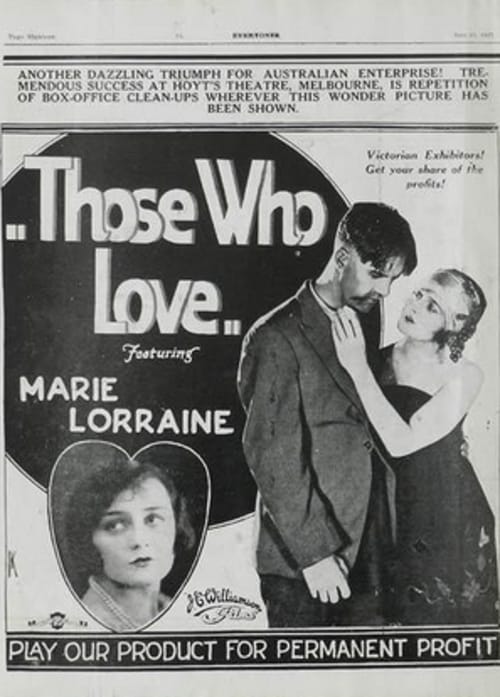 EVERYONES
ANOTHER DAZZLING TRIUMPH FOR AUSTRALIAN ENTERPRISE! TRE-
MENDOUS SUCCESS AT HOYT'S THEATRE, MELBOURNE, IS REPETITION
OF BOX-OFFICE CLEAN-UPS WHEREVER THIS WONDER PICTURE HAS
BEEN SHOWN.
Victorian Exhibitors!
Get your share of the
profits!
..Those Who
Love..
Featuring
MARIE
LORRAINE
J.C. Williamson
Films
PLAY OUR PRODUCT FOR PERMANENT PROFIT